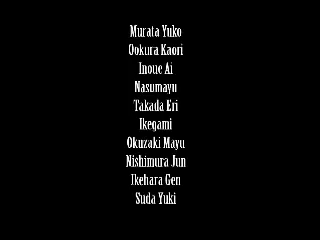 Murata Yuko
Ookura Kaori
Inoue Ai
Nasumayu
Takada Eri
Ikegami
Okuzaki Mayu
Nishimura Jun
Ikehara Gen
Suda Yuki